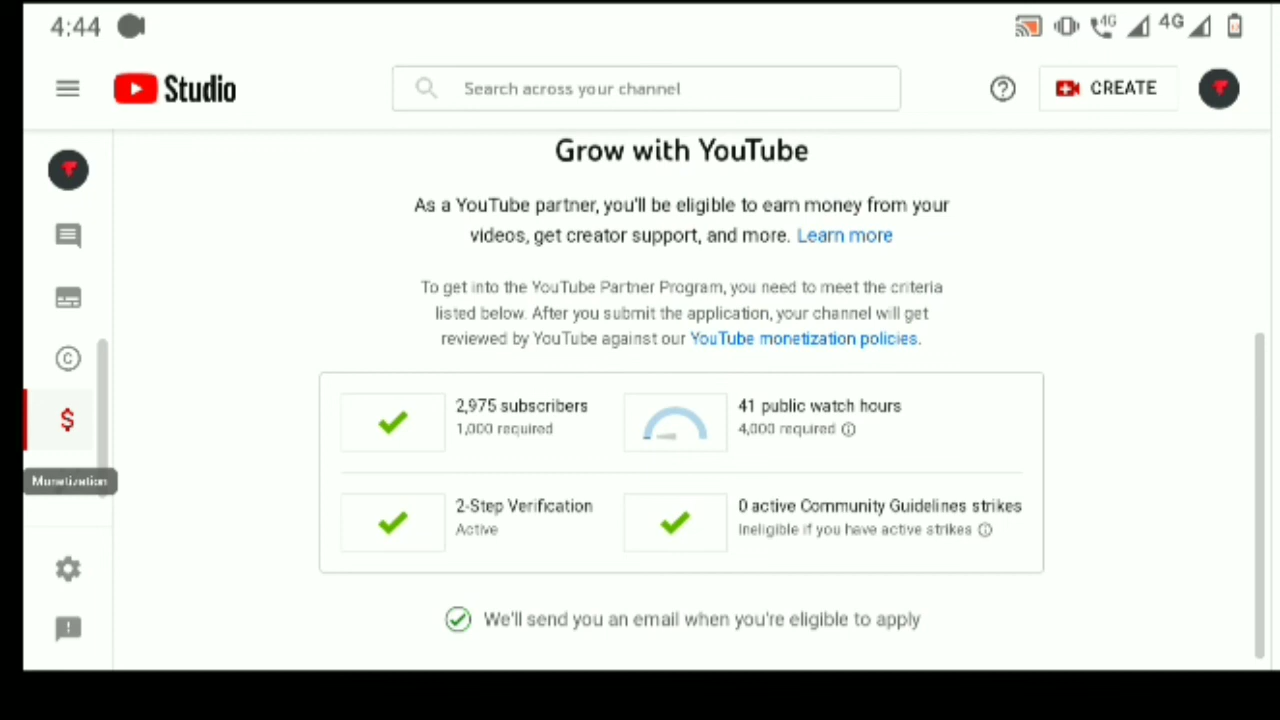 4:44
4G 4G
Studio
Search across your channel
CREATE
Grow with YouTube
As a YouTube partner, you'll be eligible to earn money from your
videos, get creator support, and more. Learn more
To get into the YouTube Partner Program, you need to meet the criteria
listed below. After you submit the application, your channel will get
reviewed by YouTube against our YouTube monetization policies.
2,975 subscribers
1,000 required
41 public watch hours
4,000 required
Monetization
2-Step Verification
Active
0 active Community Guidelines strikes
Ineligible if you have active strikes
We'll send you an email when you're eligible to apply